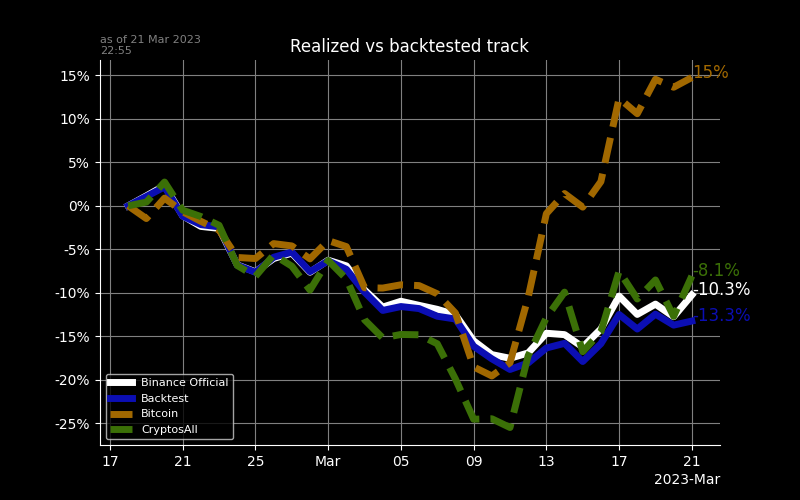 as of 21 Mar 2023
22:55
Realized vs backtested track
15%
10%
5%
0%
-5%
-10%
-15%
-20%
-25%
15%
-8.1%
-10.3%
-13.3%
Binance Official
Backtest
Bitcoin
CryptosAll
17
21
25
Mar
05
09
13
17
21
2023-Mar